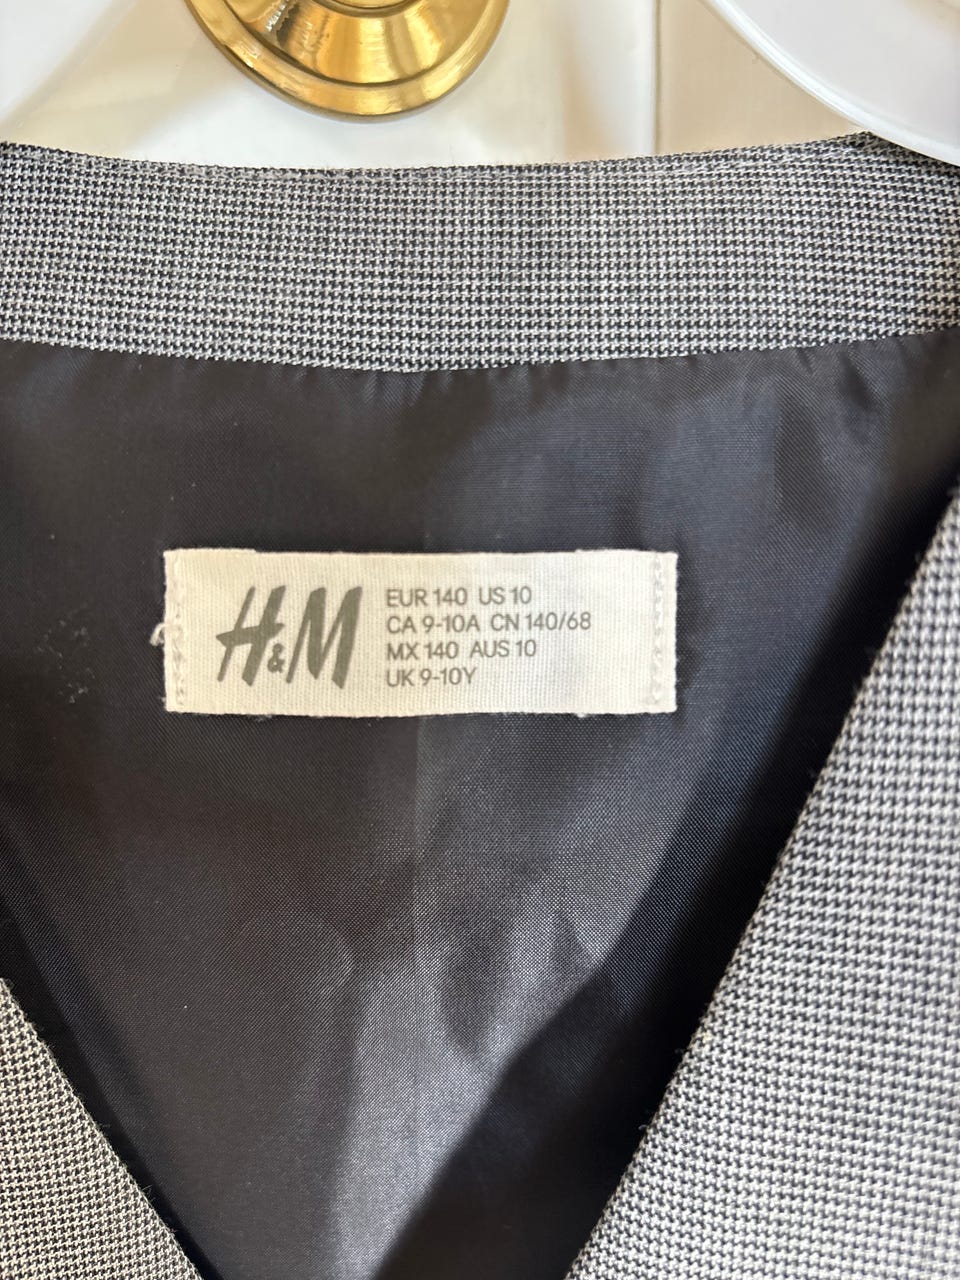 H&M
EUR 140 US 10
CA 9-10A CN 140/68
MX 140 AUS 10
UK 9-10Y